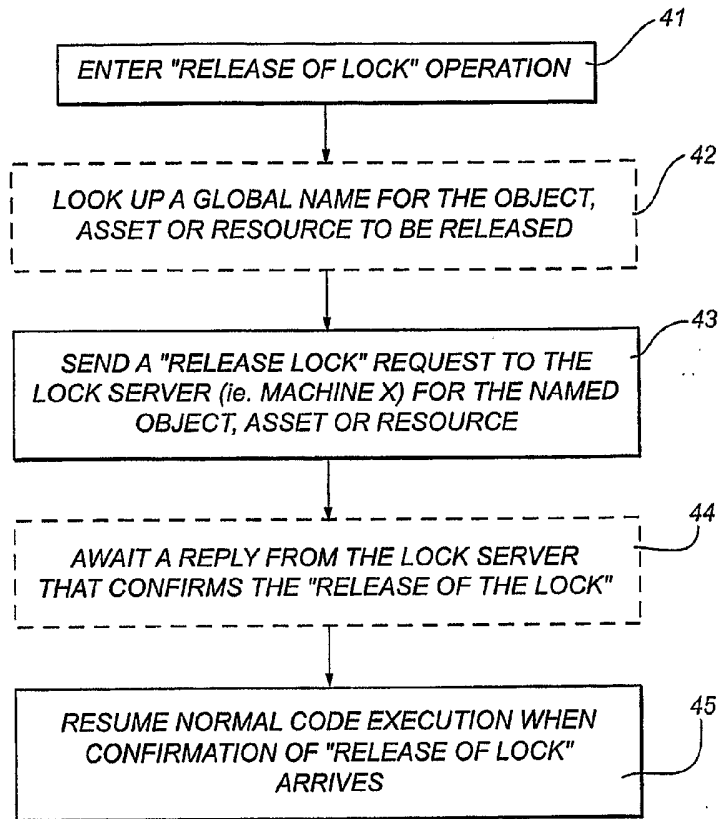 41
ENTER "RELEASE OF LOCK" OPERATION
42
LOOK UP A GLOBAL NAME FOR THE OBJECT,
ASSET OR RESOURCE TO BE RELEASED
43
SEND A "RELEASE LOCK" REQUEST TO THE
LOCK SERVER (ie. MACHINE X) FOR THE NAMED
OBJECT, ASSET OR RESOURCE
44
AWAIT A REPLY FROM THE LOCK SERVER
THAT CONFIRMS THE "RELEASE OF THE LOCK"
45
RESUME NORMAL CODE EXECUTION WHEN
CONFIRMATION OF "RELEASE OF LOCK"
ARRIVES